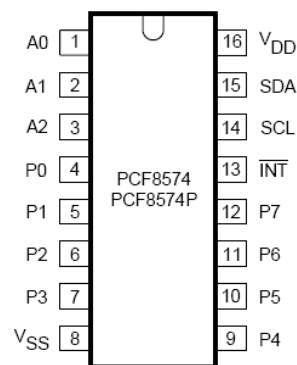 A0 1 16 VDD
A1 2 15 SDA
A2 3 14 SCL
P0 4 13 I̅N̅T̅
PCF8574
PCF8574P
P1 5 12 P7
P2 6 11 P6
P3 7 10 P5
VSS 8 9 P4